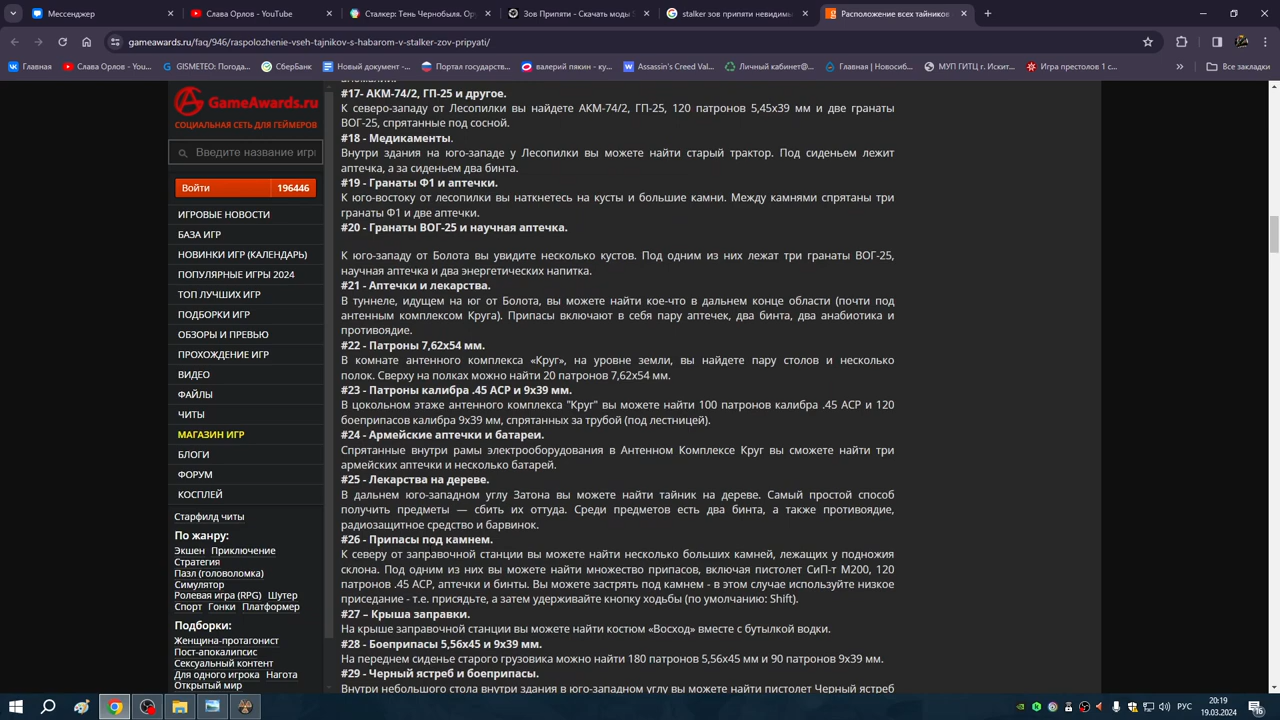 Мессенджер
Слава Орлов - YouTube
Сталкер: Тень Чернобыля. Ор
Зов Припяти - Скачать моды S
stalker зов припяти невидимы
Расположение всех тайников
gameawards.ru/faq/946/raspolozhenie-vseh-tajnikov-s-habarom-v-stalker-zov-pripyati/
Главная
Слава Орлов - You...
GISMETEO: Погода...
СберБанк
Новый документ -...
Портал государств...
валерий пякин - ку...
Assassin's Creed Val...
Личный кабинет@...
Главная | Новосиб...
МУП ГИТЦ г. Искит...
Игра престолов 1 с...
»
Все закладки
GameAwards.ru
СОЦИАЛЬНАЯ СЕТЬ ДЛЯ ГЕЙМЕРОВ
Введите название игры
Войти 196446
ИГРОВЫЕ НОВОСТИ
БАЗА ИГР
НОВИНКИ ИГР (КАЛЕНДАРЬ)
ПОПУЛЯРНЫЕ ИГРЫ 2024
ТОП ЛУЧШИХ ИГР
ПОДБОРКИ ИГР
ОБЗОРЫ И ПРЕВЬЮ
ПРОХОЖДЕНИЕ ИГР
ВИДЕО
ФАЙЛЫ
ЧИТЫ
МАГАЗИН ИГР
БЛОГИ
ФОРУМ
КОСПЛЕЙ
Старфилд читы
По жанру:
Экшен Приключение
Стратегия
Пазл (головоломка)
Симулятор
Ролевая игра (RPG) Шутер
Спорт Гонки Платформер
Подборки:
Женщина-протагонист
Пост-апокалипсис
Сексуальный контент
Для одного игрока Нагота
Открытый мир
аномалии.
#17- АКМ-74/2, ГП-25 и другое.
К северо-западу от Лесопилки вы найдете АКМ-74/2, ГП-25, 120 патронов 5,45x39 мм и две гранаты
ВОГ-25, спрятанные под сосной.
#18 - Медикаменты.
Внутри здания на юго-западе у Лесопилки вы можете найти старый трактор. Под сиденьем лежит
аптечка, а за сиденьем два бинта.
#19 - Гранаты Ф1 и аптечки.
К юго-востоку от лесопилки вы наткнетесь на кусты и большие камни. Между камнями спрятаны три
гранаты Ф1 и две аптечки.
#20 - Гранаты ВОГ-25 и научная аптечка.
К юго-западу от Болота вы увидите несколько кустов. Под одним из них лежат три гранаты ВОГ-25,
научная аптечка и два энергетических напитка.
#21 - Аптечки и лекарства.
В туннеле, идущем на юг от Болота, вы можете найти кое-что в дальнем конце области (почти под
антенным комплексом Круга). Припасы включают в себя пару аптечек, два бинта, два анабиотика и
противоядие.
#22 - Патроны 7,62x54 мм.
В комнате антенного комплекса «Круг», на уровне земли, вы найдете пару столов и несколько
полок. Сверху на полках можно найти 20 патронов 7,62x54 мм.
#23 - Патроны калибра .45 ACP и 9x39 мм.
В цокольном этаже антенного комплекса "Круг" вы можете найти 100 патронов калибра .45 ACP и 120
боеприпасов калибра 9x39 мм, спрятанных за трубой (под лестницей).
#24 - Армейские аптечки и батареи.
Спрятанные внутри рамы электрооборудования в Антенном Комплексе Круг вы сможете найти три
армейских аптечки и несколько батарей.
#25 - Лекарства на дереве.
В дальнем юго-западном углу Затона вы можете найти тайник на дереве. Самый простой способ
получить предметы — сбить их оттуда. Среди предметов есть два бинта, а также противоядие,
радиозащитное средство и барвинок.
#26 - Припасы под камнем.
К северу от заправочной станции вы можете найти несколько больших камней, лежащих у подножия
склона. Под одним из них вы можете найти множество припасов, включая пистолет СиП-т М200, 120
патронов .45 ACP, аптечки и бинты. Вы можете застрять под камнем - в этом случае используйте низкое
приседание - т.е. присядьте, а затем удерживайте кнопку ходьбы (по умолчанию: Shift).
#27 – Крыша заправки.
На крыше заправочной станции вы можете найти костюм «Восход» вместе с бутылкой водки.
#28 - Боеприпасы 5,56x45 и 9x39 мм.
На переднем сиденье старого грузовика можно найти 180 патронов 5,56x45 мм и 90 патронов 9x39 мм.
#29 - Черный ястреб и боеприпасы.
Внутри небольшого стола внутри здания в юго-западном углу вы можете найти пистолет Черный ястреб
РУС
20:19
19.03.2024
16